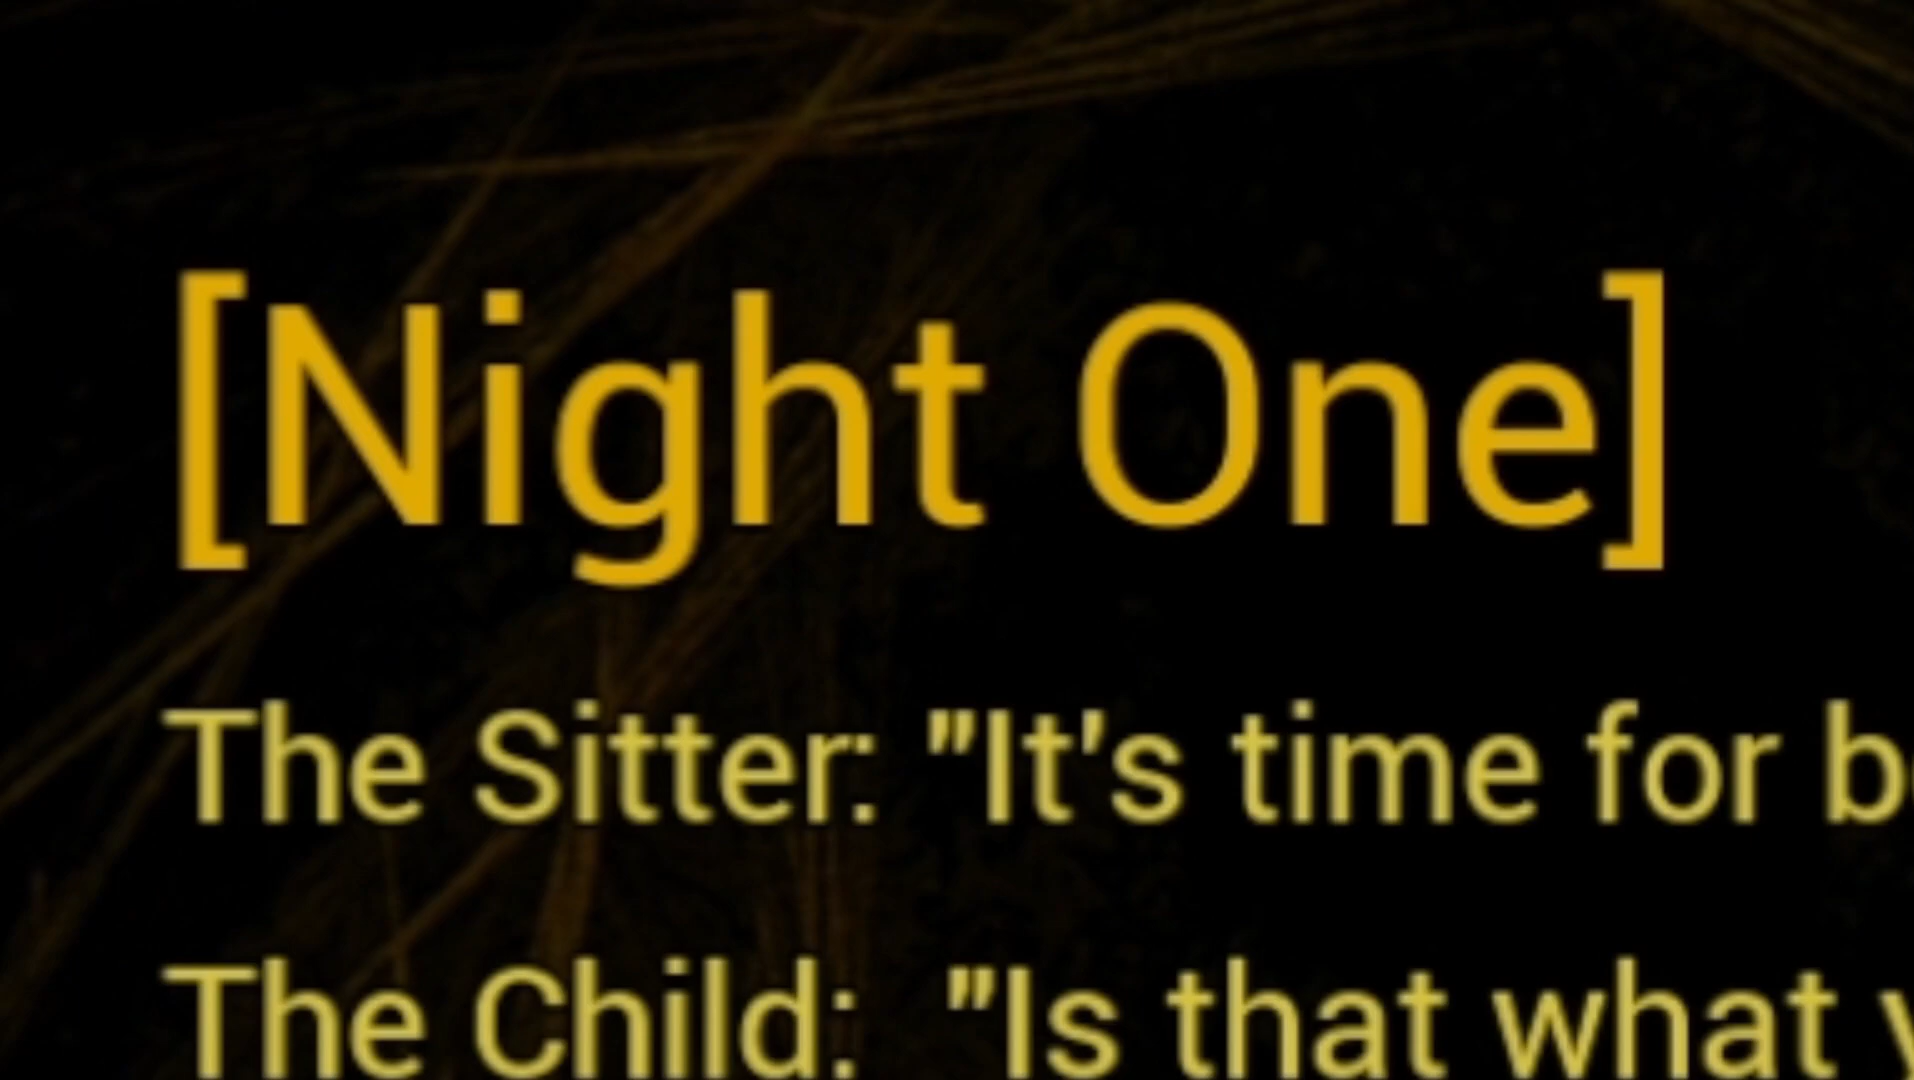 [Night One]
The Sitter: "It's time for
The Child: "Is that what